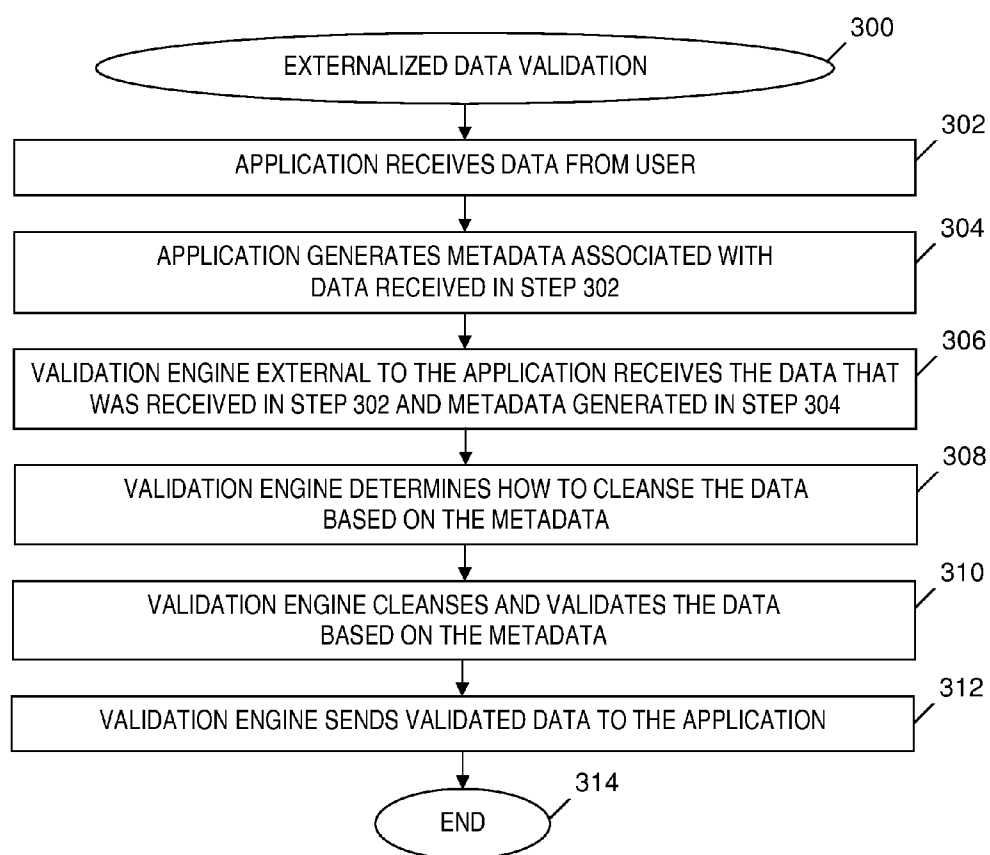 300
EXTERNALIZED DATA VALIDATION
302
APPLICATION RECEIVES DATA FROM USER
304
APPLICATION GENERATES METADATA ASSOCIATED WITH
DATA RECEIVED IN STEP 302
306
VALIDATION ENGINE EXTERNAL TO THE APPLICATION RECEIVES THE DATA THAT
WAS RECEIVED IN STEP 302 AND METADATA GENERATED IN STEP 304
308
VALIDATION ENGINE DETERMINES HOW TO CLEANSE THE DATA
BASED ON THE METADATA
310
VALIDATION ENGINE CLEANSES AND VALIDATES THE DATA
BASED ON THE METADATA
312
VALIDATION ENGINE SENDS VALIDATED DATA TO THE APPLICATION
314
END